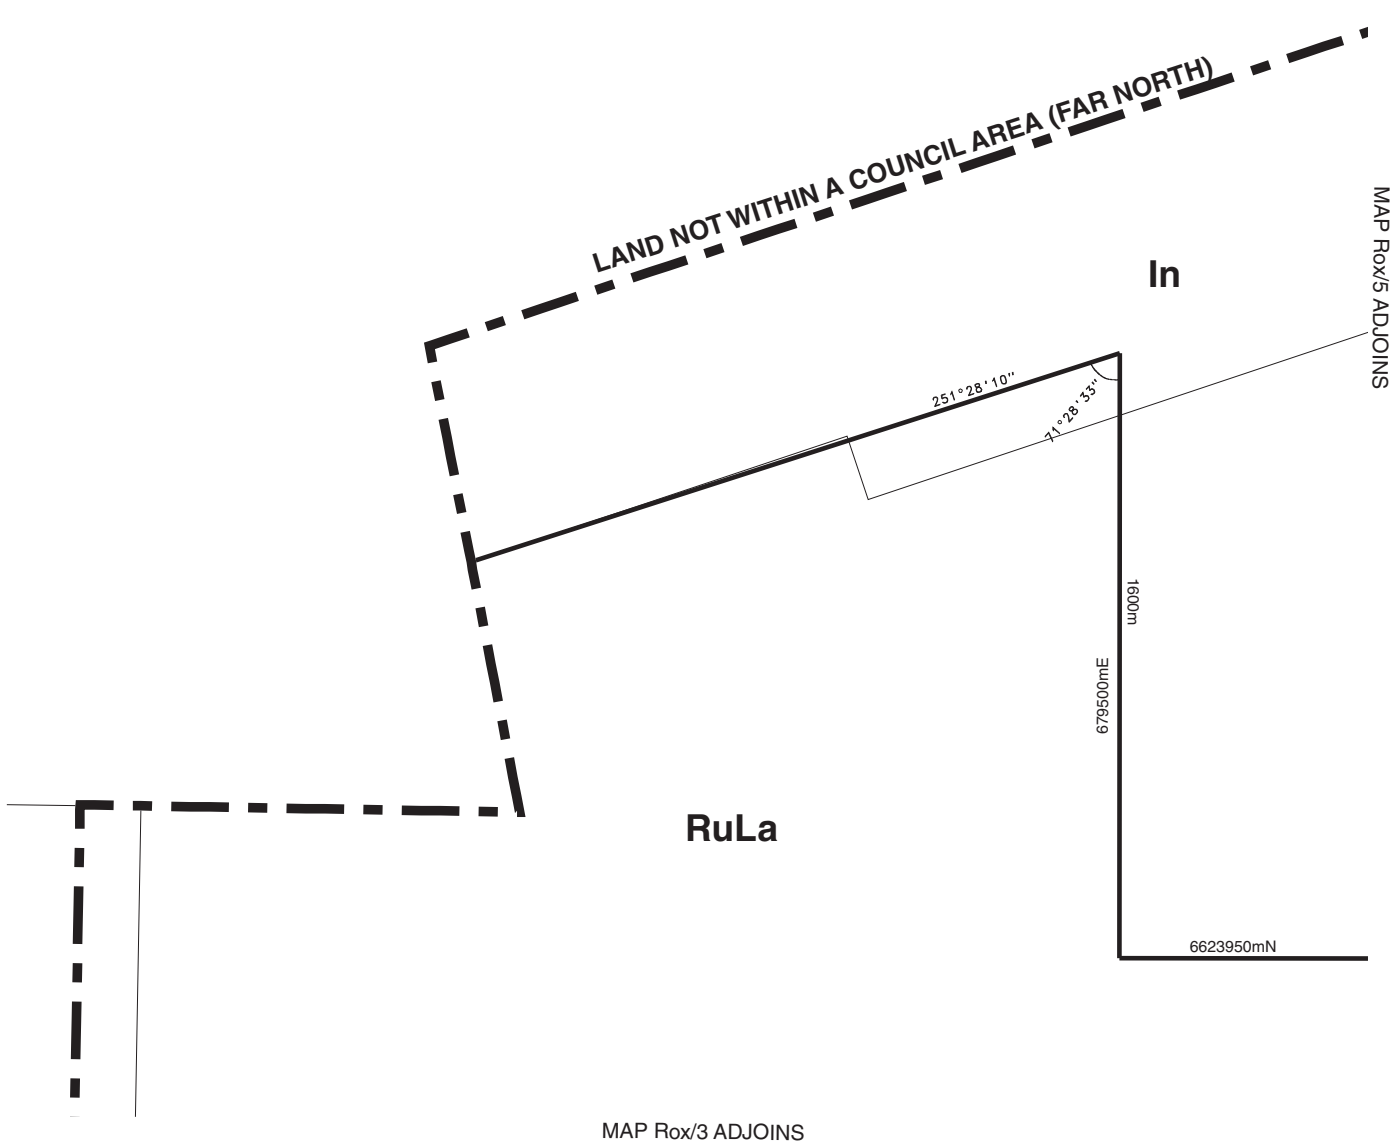 LAND NOT WITHIN A COUNCIL AREA (FAR NORTH)
MAP Rox/5 ADJOINS
In
251°28'10"
71°28'33"
1600m
679500mE
RuLa
6623950mN
MAP Rox/3 ADJOINS